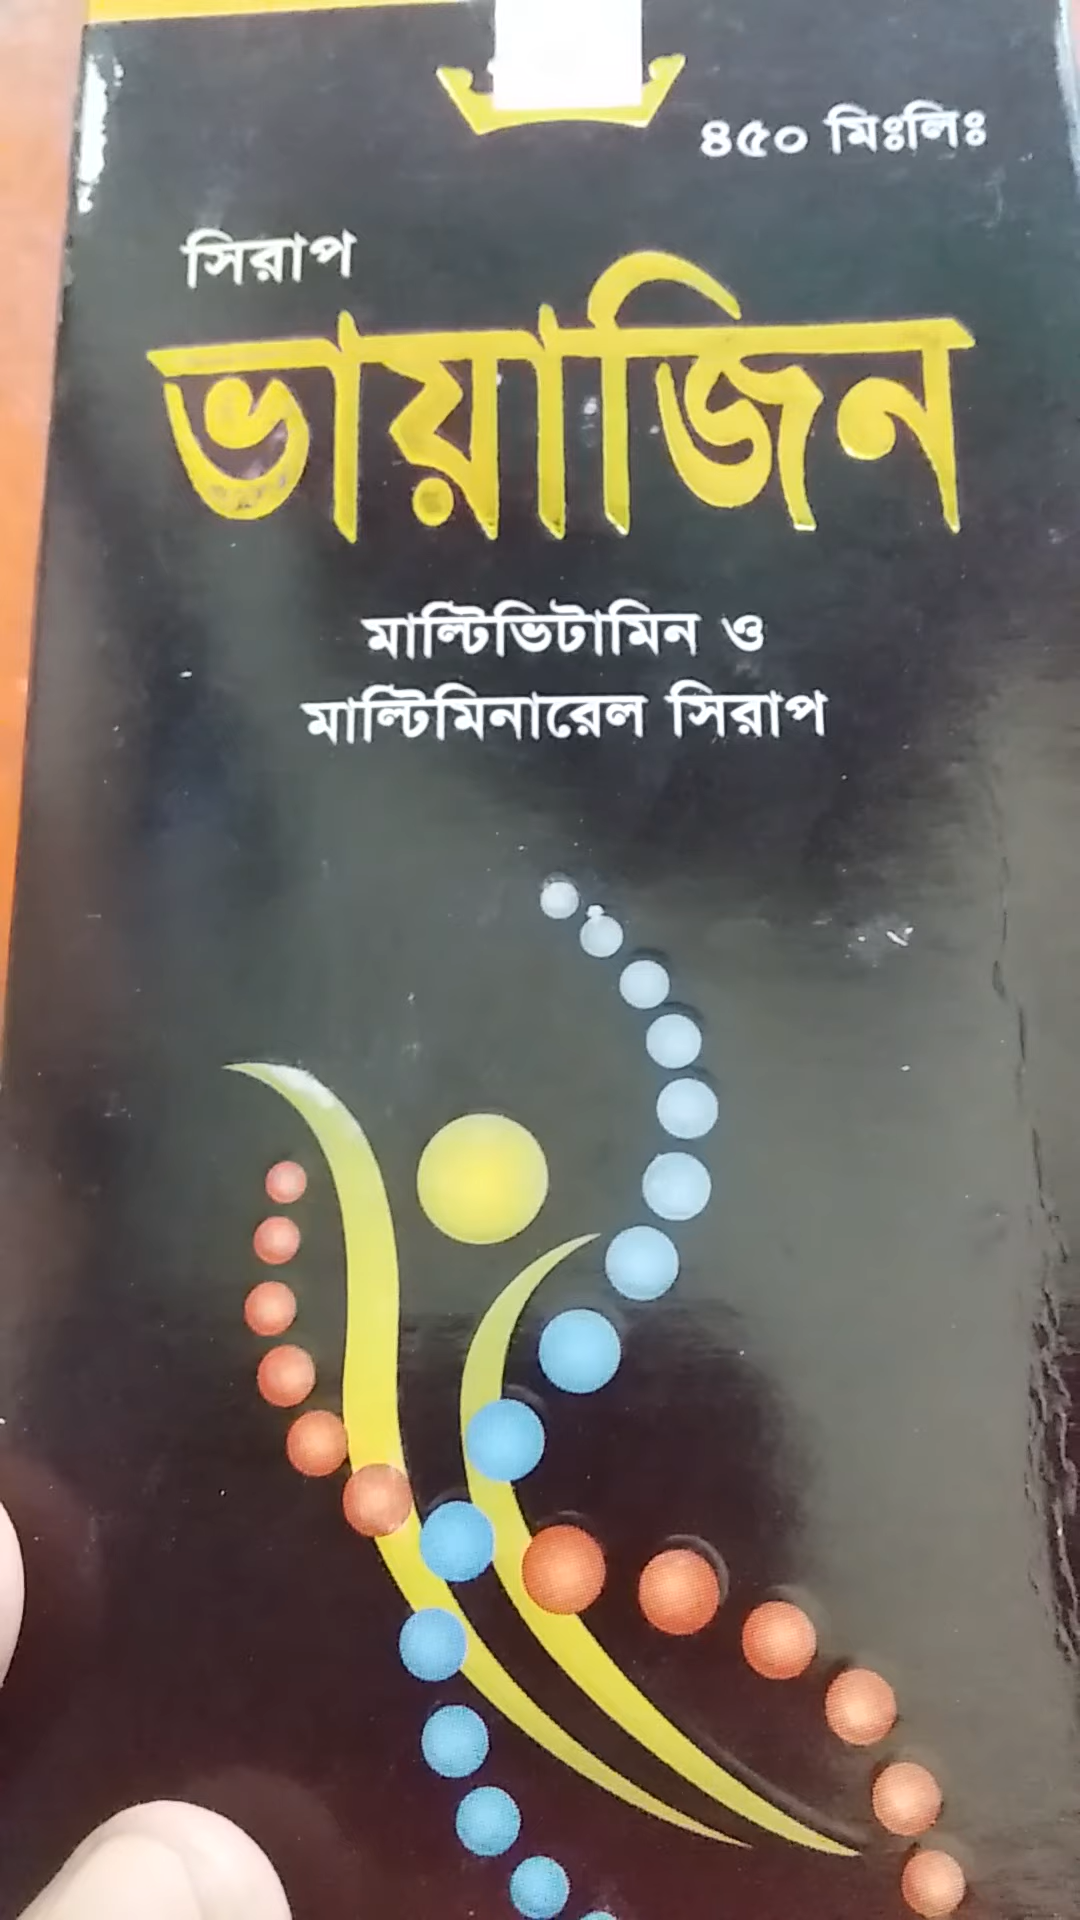 ৪৫০ মিঃলিঃ
সিরাপ
ভায়াজিন
মাল্টিভিটামিন ও
মাল্টিমিনারেল সিরাপ